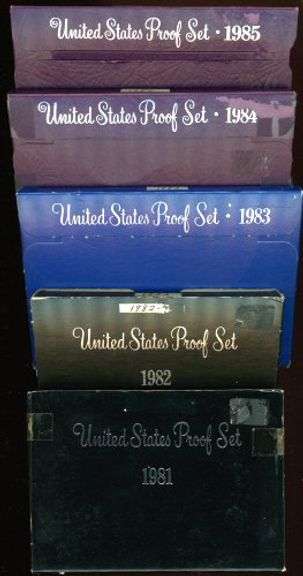 United States Proof Set · 1985
United States Proof Set · 1984
United States Proof Set · 1983
United States Proof Set
1982
United States Proof Set
1981